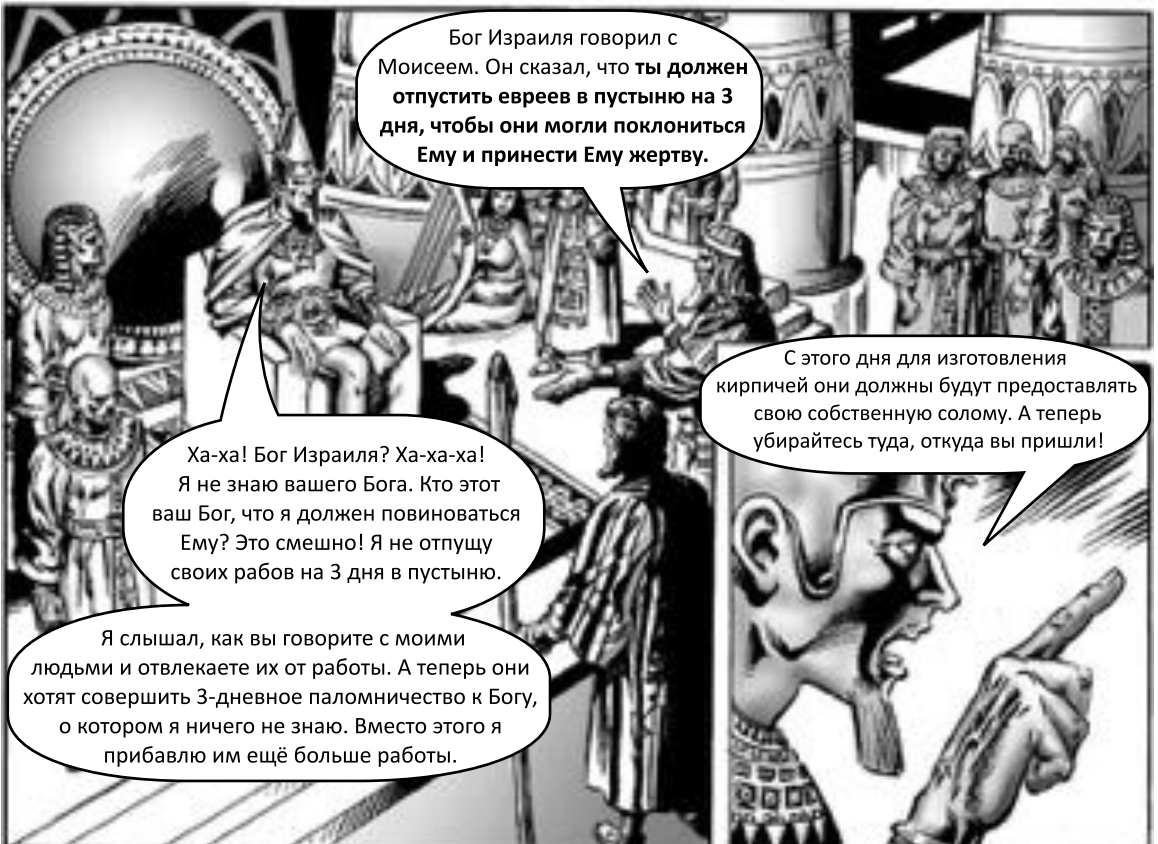 Бог Израиля говорил с
Моисеем. Он сказал, что ты должен
отпустить евреев в пустыню на 3
дня, чтобы они могли поклониться
Ему и принести Ему жертву.
Ха-ха! Бог Израиля? Ха-ха-ха!
Я не знаю вашего Бога. Кто этот
ваш Бог, что я должен повиноваться
Ему? Это смешно! Я не отпущу
своих рабов на 3 дня в пустыню.
Я слышал, как вы говорите с моими
людьми и отвлекаете их от работы. А теперь они
хотят совершить 3-дневное паломничество к Богу,
о котором я ничего не знаю. Вместо этого я
прибавлю им ещё больше работы.
С этого дня для изготовления
кирпичей они должны будут предоставлять
свою собственную солому. А теперь
убирайтесь туда, откуда вы пришли!